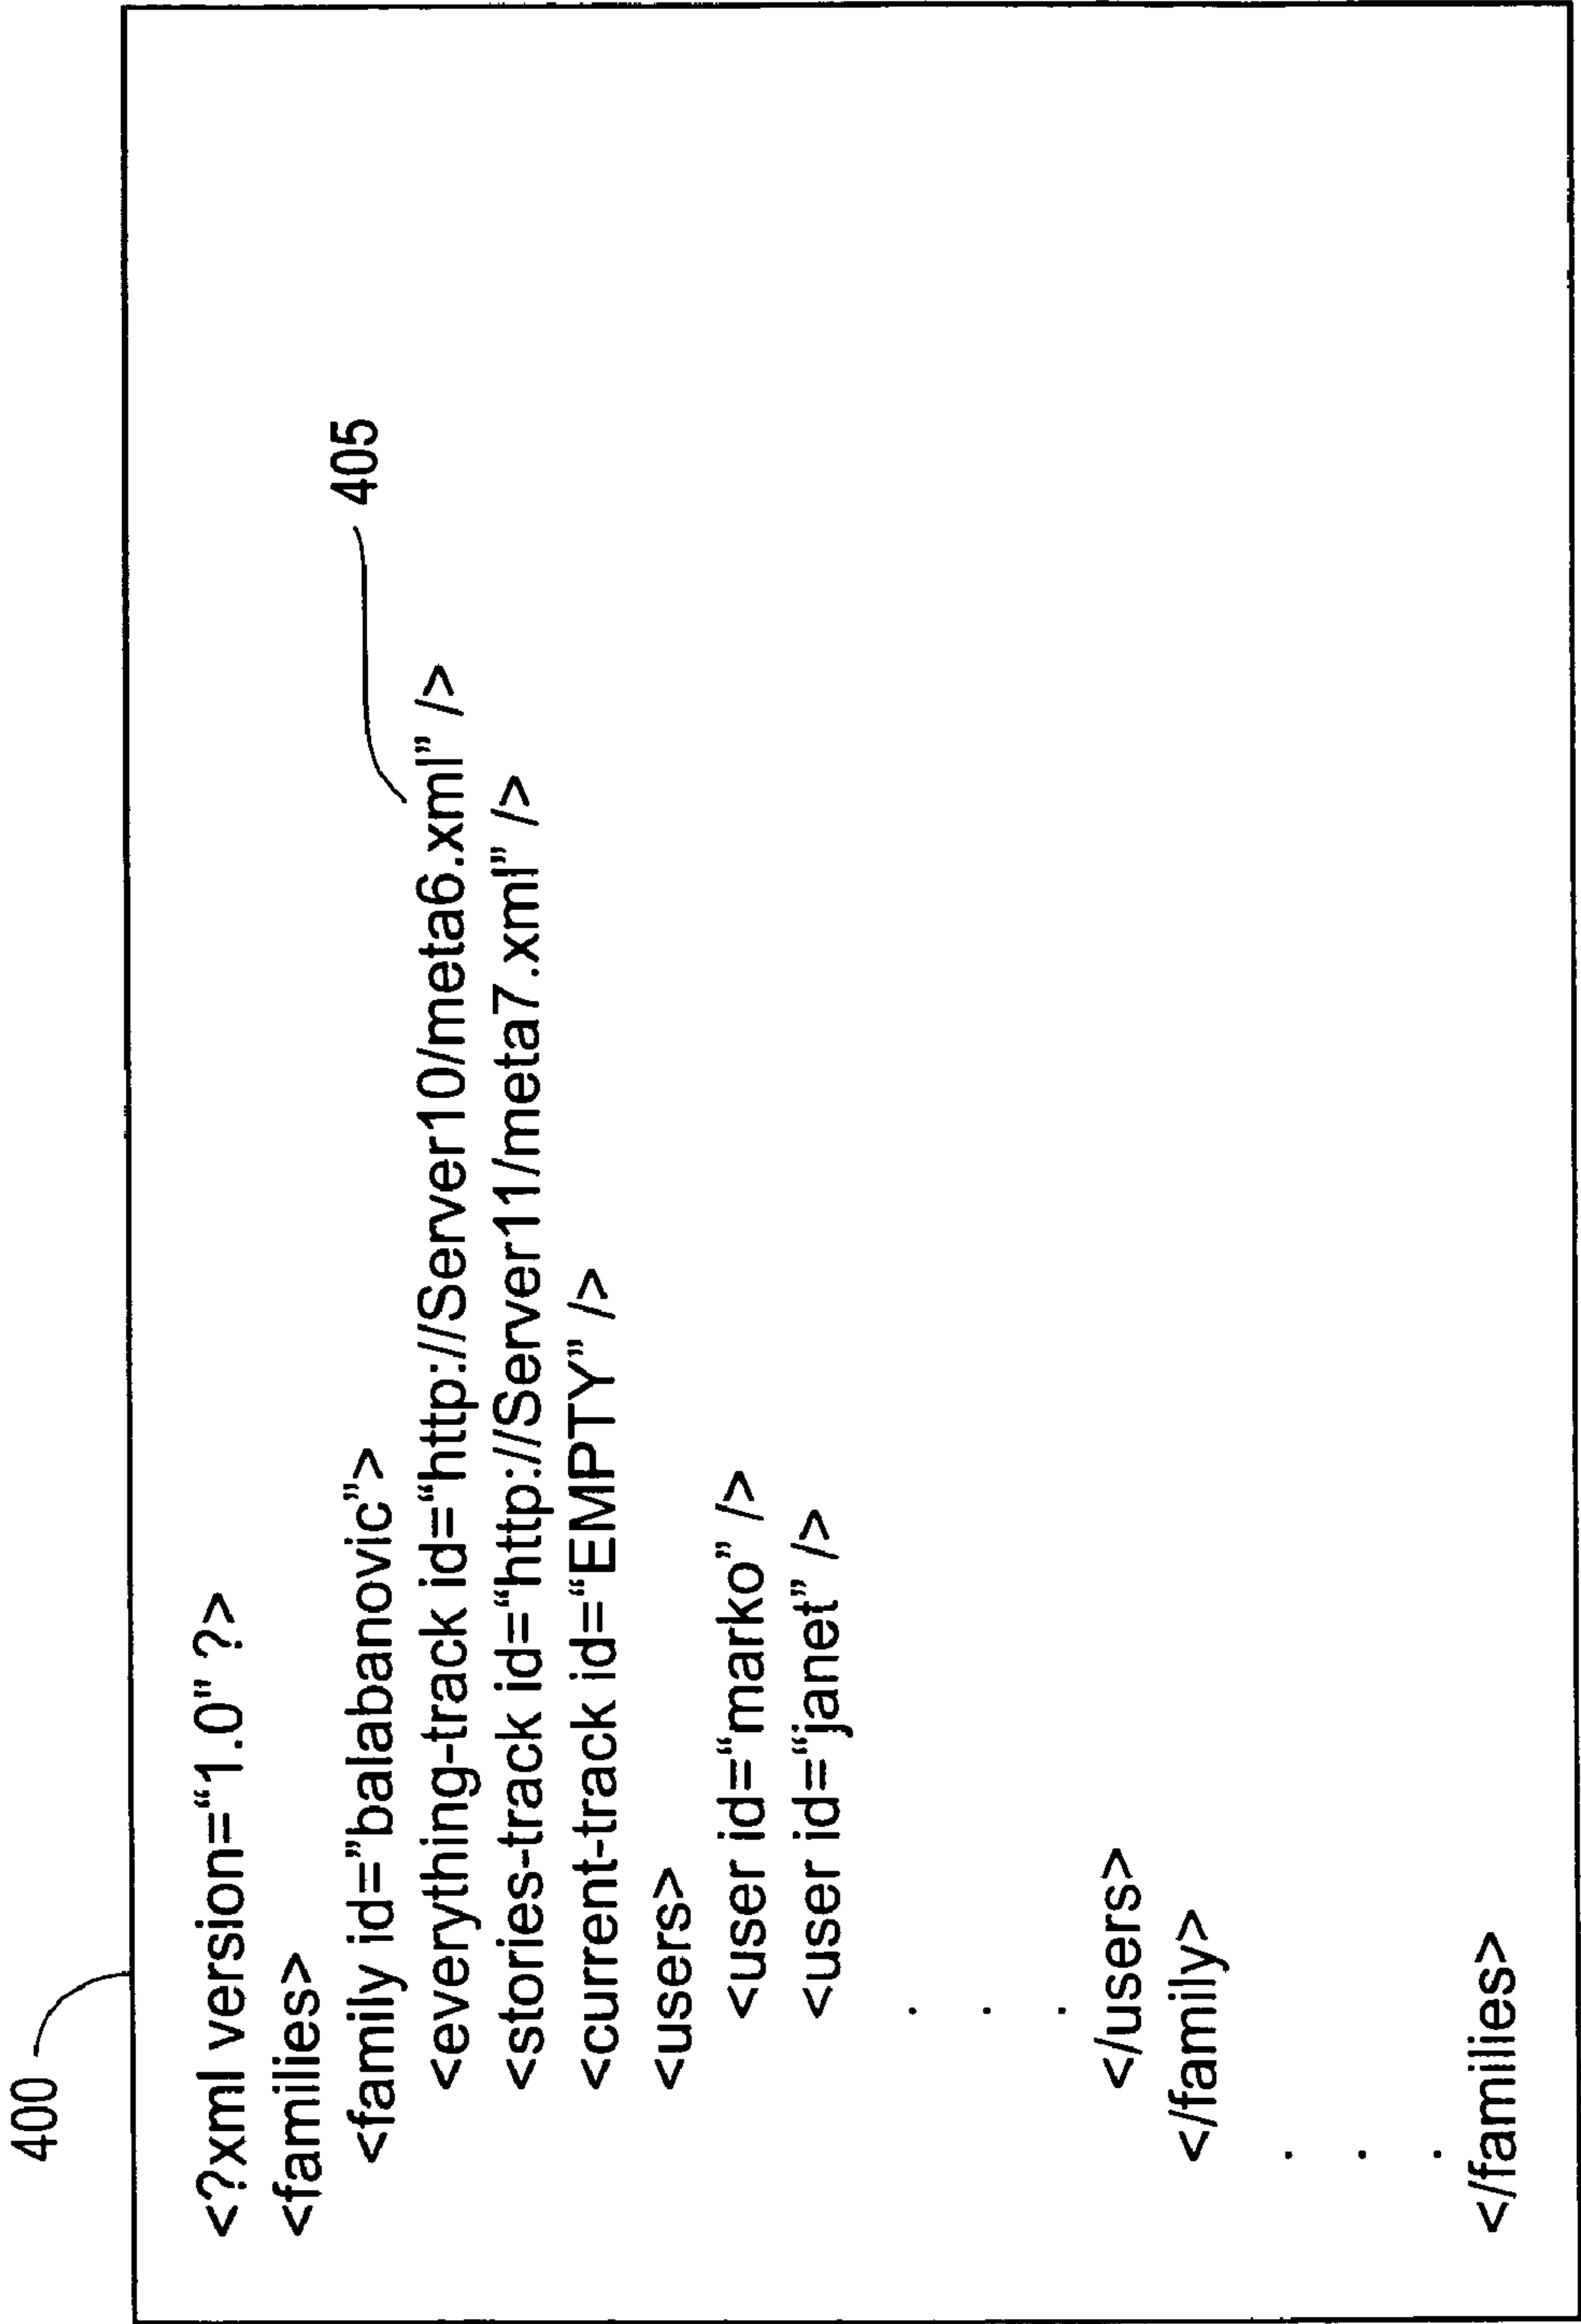 400
<?xml version=“1.0” ?>
<families>
<family id=”balabanovic”>
405
<everything-track id=“http://Server10/meta6.xml” />
<stories-track id=“http://Server11/meta7.xml” />
<current-track id=“EMPTY” />
<users>
<user id=“marko” />
<user id=“janet” />
.
.
.
</users>
</family>
.
.
.
</families>